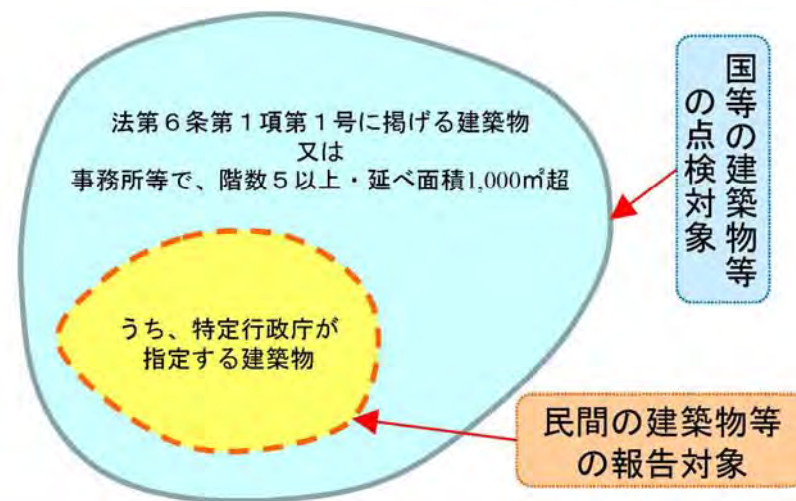 法第６条第１項第１号に掲げる建築物
又は
事務所等で、階数５以上・延べ面積1,000㎡超
国等の建築物等
の点検対象
うち、特定行政庁が
指定する建築物
民間の建築物等
の報告対象